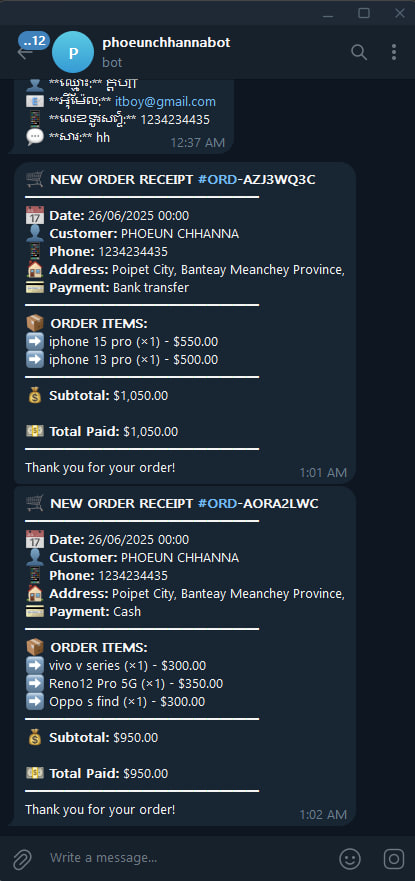 ..12
P
phoeunchhannabot
bot
**អ៊ីម៉ែល:** itboy@gmail.com
**លេខទូរសព្ទ៍:** 1234234435
**សារ:** hh
12:37 AM
NEW ORDER RECEIPT #ORD-AZJ3WQ3C
Date: 26/06/2025 00:00
Customer: PHOEUN CHHANNA
Phone: 1234234435
Address: Poipet City, Banteay Meanchey Province,
Payment: Bank transfer
ORDER ITEMS:
iphone 15 pro (×1) - $550.00
iphone 13 pro (×1) - $500.00
Subtotal: $1,050.00
Total Paid: $1,050.00
Thank you for your order!
1:01 AM
NEW ORDER RECEIPT #ORD-AORA2LWC
Date: 26/06/2025 00:00
Customer: PHOEUN CHHANNA
Phone: 1234234435
Address: Poipet City, Banteay Meanchey Province,
Payment: Cash
ORDER ITEMS:
vivo v series (×1) - $300.00
Reno12 Pro 5G (×1) - $350.00
Oppo s find (×1) - $300.00
Subtotal: $950.00
Total Paid: $950.00
Thank you for your order!
1:02 AM
Write a message...